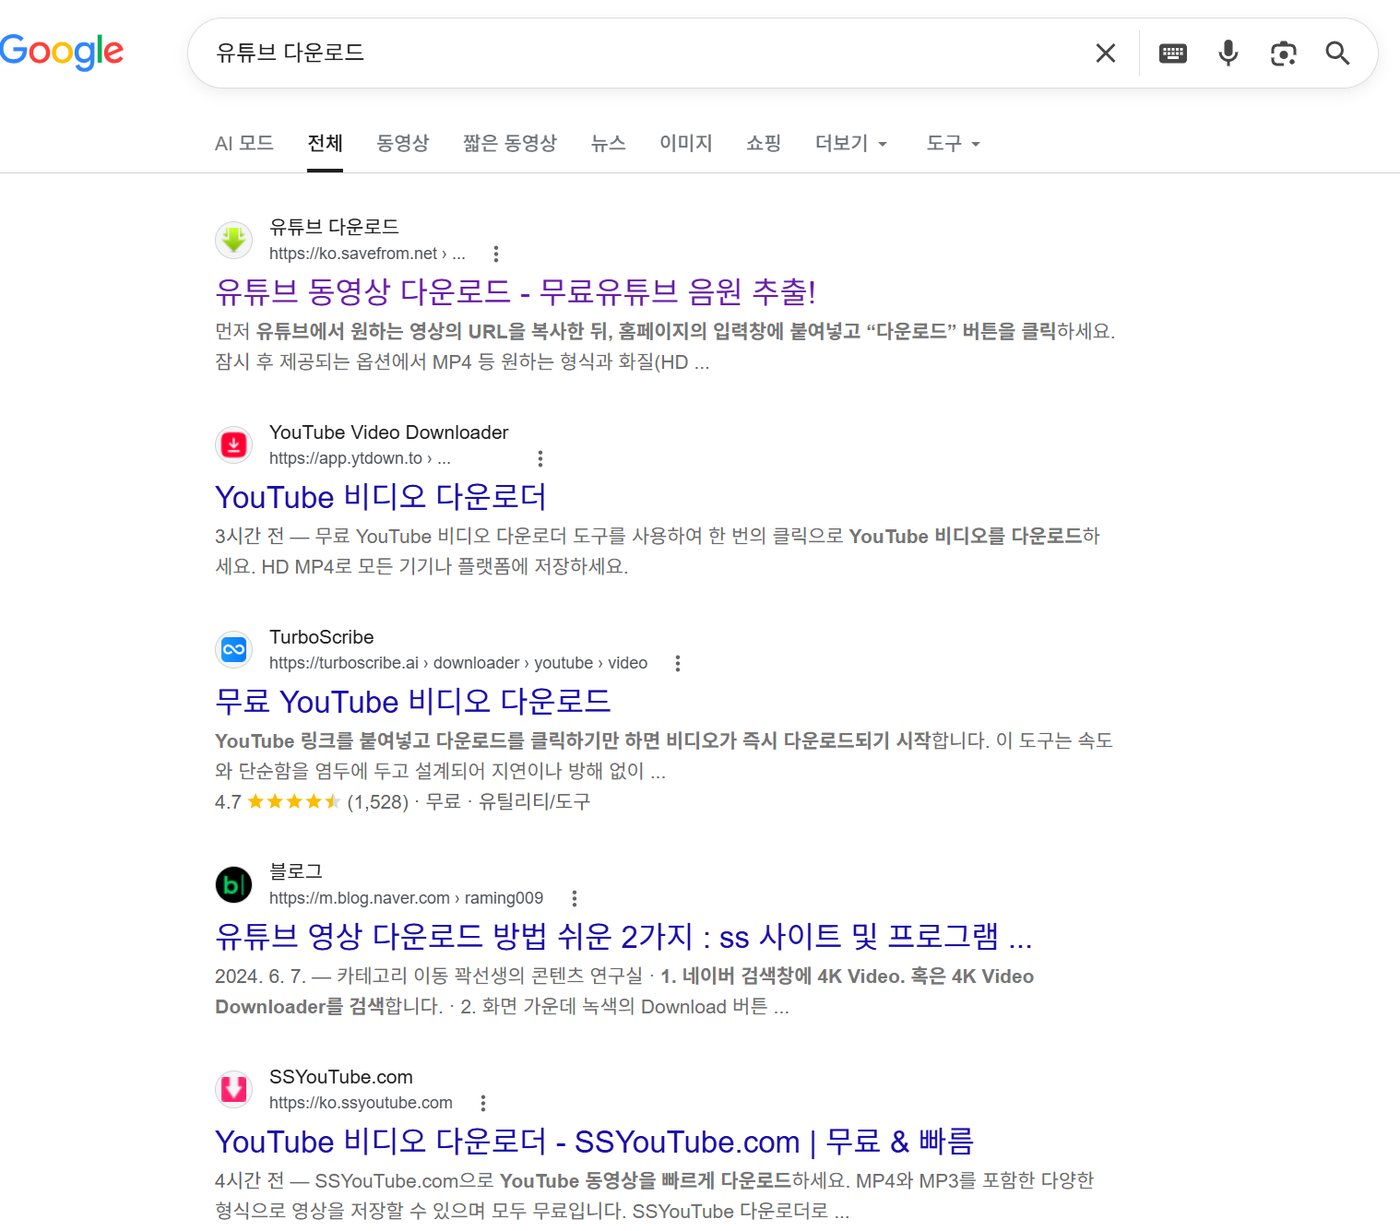 Google
유튜브 다운로드
AI 모드 전체 동영상 짧은 동영상 뉴스 이미지 쇼핑 더보기 도구
유튜브 다운로드
https://ko.savefrom.net › ...
유튜브 동영상 다운로드 - 무료유튜브 음원 추출!
먼저 유튜브에서 원하는 영상의 URL을 복사한 뒤, 홈페이지의 입력창에 붙여넣고 “다운로드” 버튼을 클릭하세요.
잠시 후 제공되는 옵션에서 MP4 등 원하는 형식과 화질(HD ...
YouTube Video Downloader
https://app.ytdown.to › ...
YouTube 비디오 다운로더
3시간 전 — 무료 YouTube 비디오 다운로더 도구를 사용하여 한 번의 클릭으로 YouTube 비디오를 다운로드하
세요. HD MP4로 모든 기기나 플랫폼에 저장하세요.
TurboScribe
https://turboscribe.ai › downloader › youtube › video
무료 YouTube 비디오 다운로드
YouTube 링크를 붙여넣고 다운로드를 클릭하기만 하면 비디오가 즉시 다운로드되기 시작합니다. 이 도구는 속도
와 단순함을 염두에 두고 설계되어 지연이나 방해 없이 ...
4.7 (1,528) · 무료 · 유틸리티/도구
b|
블로그
https://m.blog.naver.com › raming009
유튜브 영상 다운로드 방법 쉬운 2가지 : ss 사이트 및 프로그램 ...
2024. 6. 7. — 카테고리 이동 꽉선생의 콘텐츠 연구실 · 1. 네이버 검색창에 4K Video. 혹은 4K Video
Downloader를 검색합니다. · 2. 화면 가운데 녹색의 Download 버튼 ...
SSYouTube.com
https://ko.ssyoutube.com
YouTube 비디오 다운로더 - SSYouTube.com | 무료 & 빠름
4시간 전 — SSYouTube.com으로 YouTube 동영상을 빠르게 다운로드하세요. MP4와 MP3를 포함한 다양한
형식으로 영상을 저장할 수 있으며 모두 무료입니다. SSYouTube 다운로더로 ...